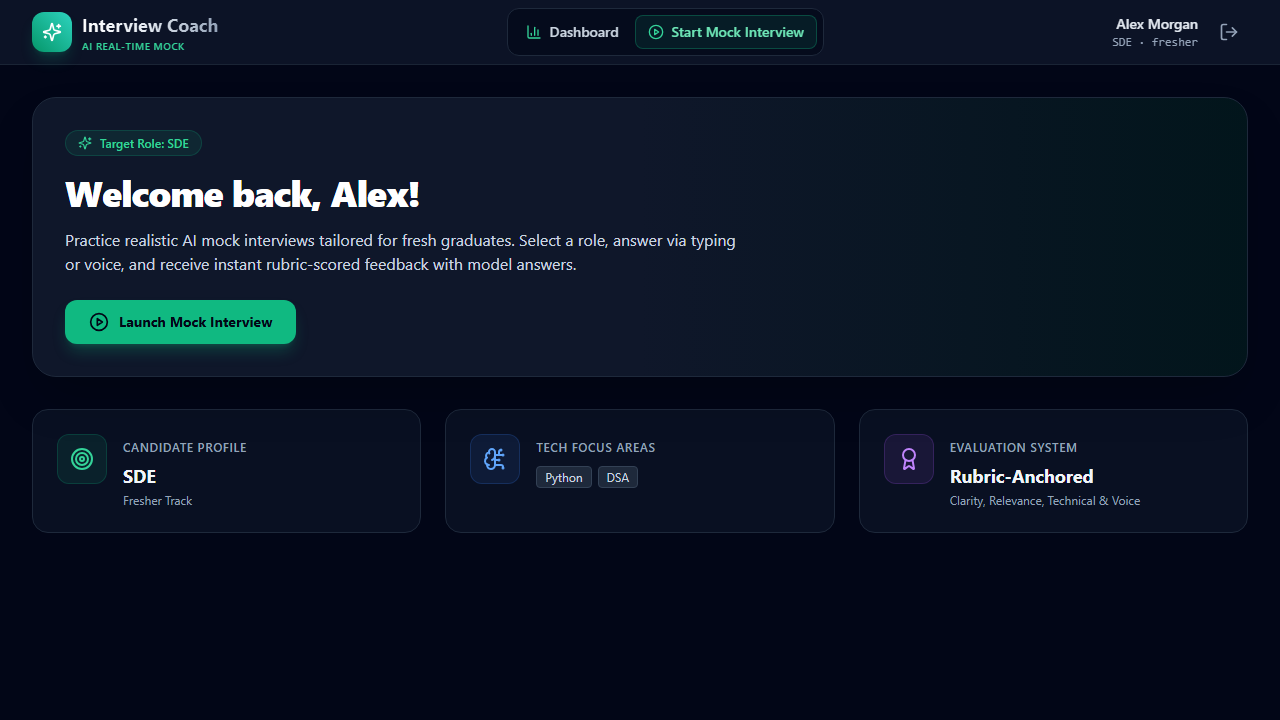 Interview Coach
AI REAL-TIME MOCK
Dashboard
Start Mock Interview
Alex Morgan
SDE · fresher
Target Role: SDE
Welcome back, Alex!
Practice realistic AI mock interviews tailored for fresh graduates. Select a role, answer via typing
or voice, and receive instant rubric-scored feedback with model answers.
Launch Mock Interview
CANDIDATE PROFILE
SDE
Fresher Track
TECH FOCUS AREAS
Python
DSA
EVALUATION SYSTEM
Rubric-Anchored
Clarity, Relevance, Technical & Voice